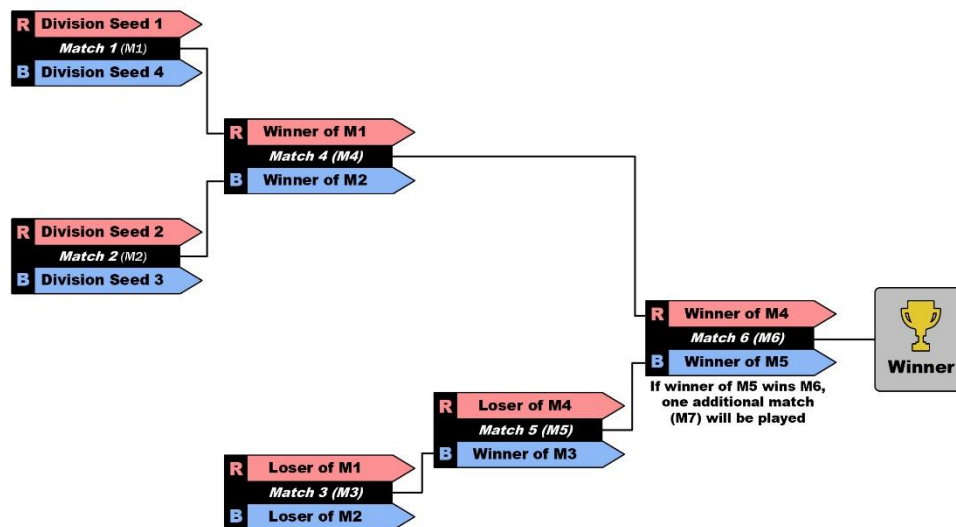 R Division Seed 1
Match 1 (M1)
B Division Seed 4
R Winner of M1
Match 4 (M4)
B Winner of M2
R Division Seed 2
Match 2 (M2)
B Division Seed 3
R Winner of M4
Match 6 (M6)
B Winner of M5
If winner of M5 wins M6,
one additional match
(M7) will be played
Winner
R Loser of M4
Match 5 (M5)
B Winner of M3
R Loser of M1
Match 3 (M3)
B Loser of M2